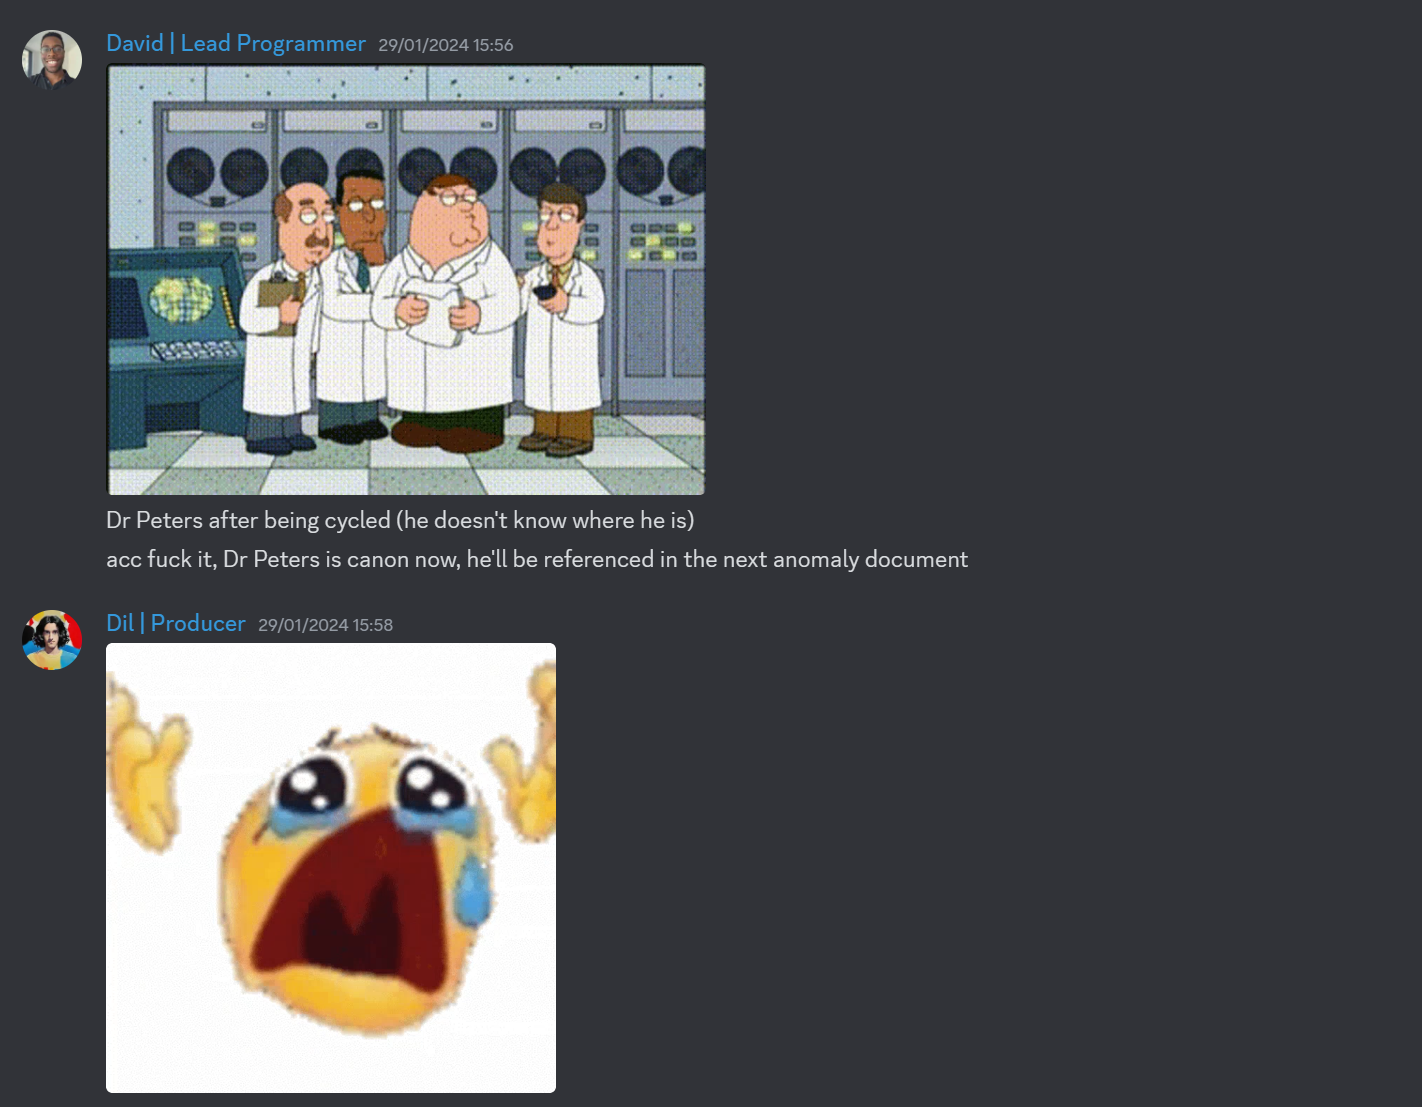 David | Lead Programmer 29/01/2024 15:56
Dr Peters after being cycled (he doesn't know where he is)
acc fuck it, Dr Peters is canon now, he'll be referenced in the next anomaly document
Dil | Producer 29/01/2024 15:58